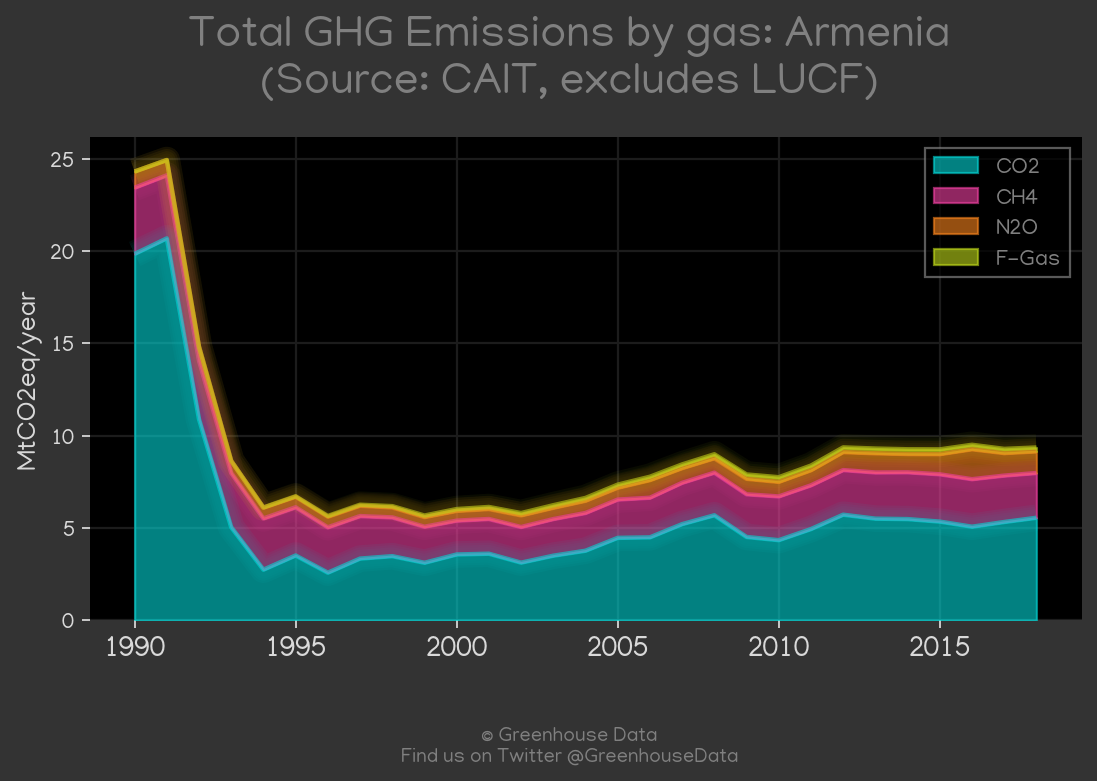 Total GHG Emissions by gas: Armenia
(Source: CAIT, excludes LUCF)
25
20
15
10
5
0
MtCO2eq/year
CO2
CH4
N2O
F-Gas
1990 1995 2000 2005 2010 2015
© Greenhouse Data
Find us on Twitter @GreenhouseData